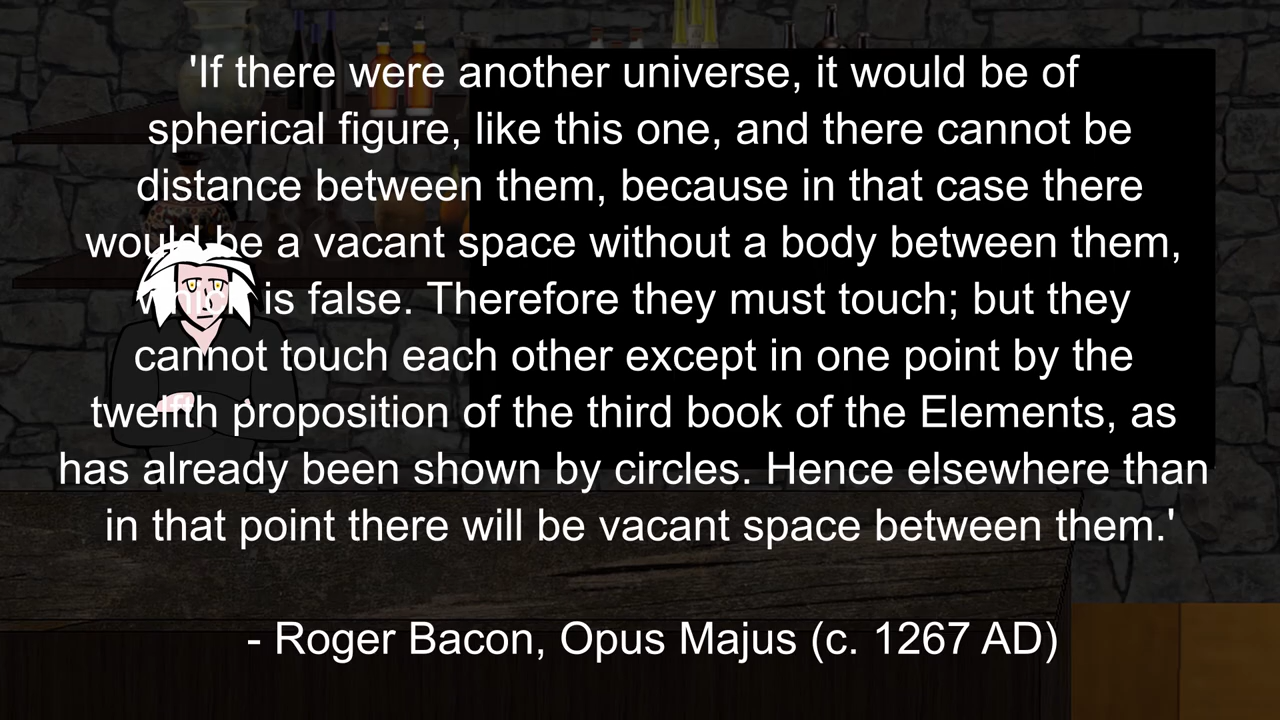 'If there were another universe, it would be of
spherical figure, like this one, and there cannot be
distance between them, because in that case there
would be a vacant space without a body between them,
which is false. Therefore they must touch; but they
cannot touch each other except in one point by the
twelfth proposition of the third book of the Elements, as
has already been shown by circles. Hence elsewhere than
in that point there will be vacant space between them.'
- Roger Bacon, Opus Majus (c. 1267 AD)